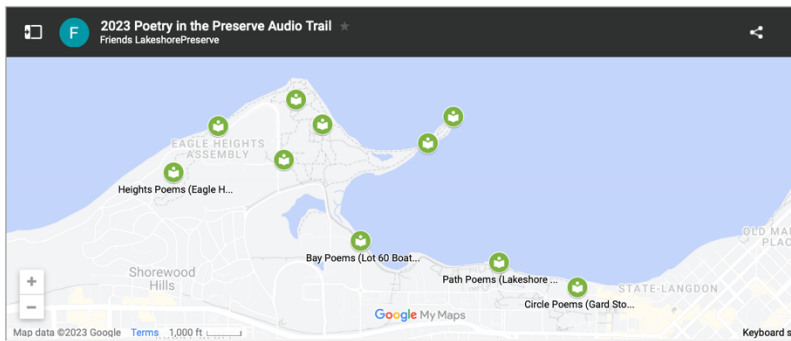 F
2023 Poetry in the Preserve Audio Trail
Friends LakeshorePreserve
EAGLE HEIGHTS
ASSEMBLY
Heights Poems (Eagle H...
Bay Poems (Lot 60 Boat...
OLD MA
PLAC
Shorewood
Hills
Path Poems (Lakeshore ...
STATE-LANGDON
Circle Poems (Gard Sto...
+
−
Google My Maps
Map data ©2023 Google Terms 1,000 ft
Keyboard s